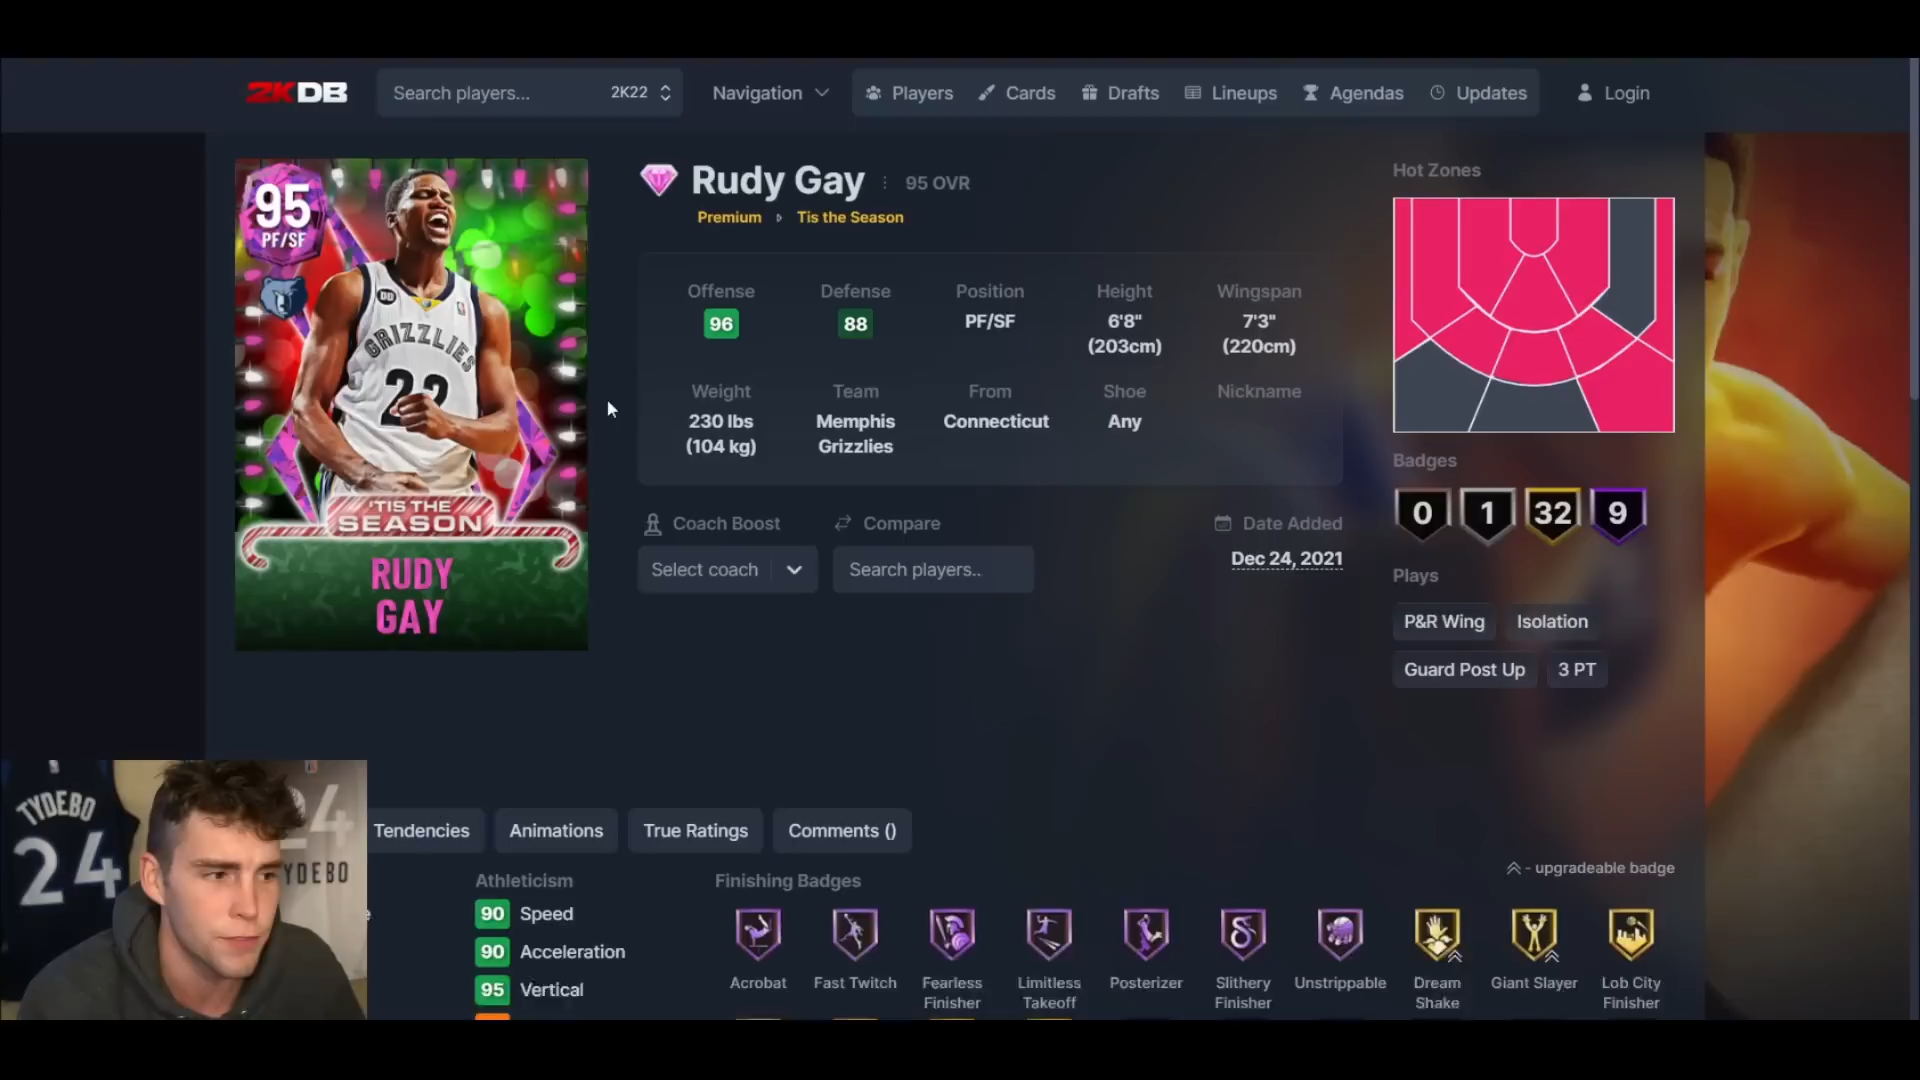 2KDB
Search players...
2K22
Navigation
Players
Cards
Drafts
Lineups
Agendas
Updates
Login
95
PF/SF
GRIZZLIES
22
'TIS THE
SEASON
RUDY
GAY
Rudy Gay
95 OVR
Premium
Tis the Season
Offense
96
Defense
88
Position
PF/SF
Height
6'8"
(203cm)
Wingspan
7'3"
(220cm)
Weight
230 lbs
(104 kg)
Team
Memphis
Grizzlies
From
Connecticut
Shoe
Any
Nickname
Coach Boost
Select coach
Compare
Search players..
Date Added
Dec 24, 2021
Hot Zones
Badges
0
1
32
9
Plays
P&R Wing
Isolation
Guard Post Up
3 PT
Tendencies
Animations
True Ratings
Comments ()
- upgradeable badge
Athleticism
90 Speed
90 Acceleration
95 Vertical
Finishing Badges
Acrobat
Fast Twitch
Fearless
Finisher
Limitless
Takeoff
Posterizer
Slithery
Finisher
Unstrippable
Dream
Shake
Giant Slayer
Lob City
Finisher
TYDEBO
24
24
YDEBO